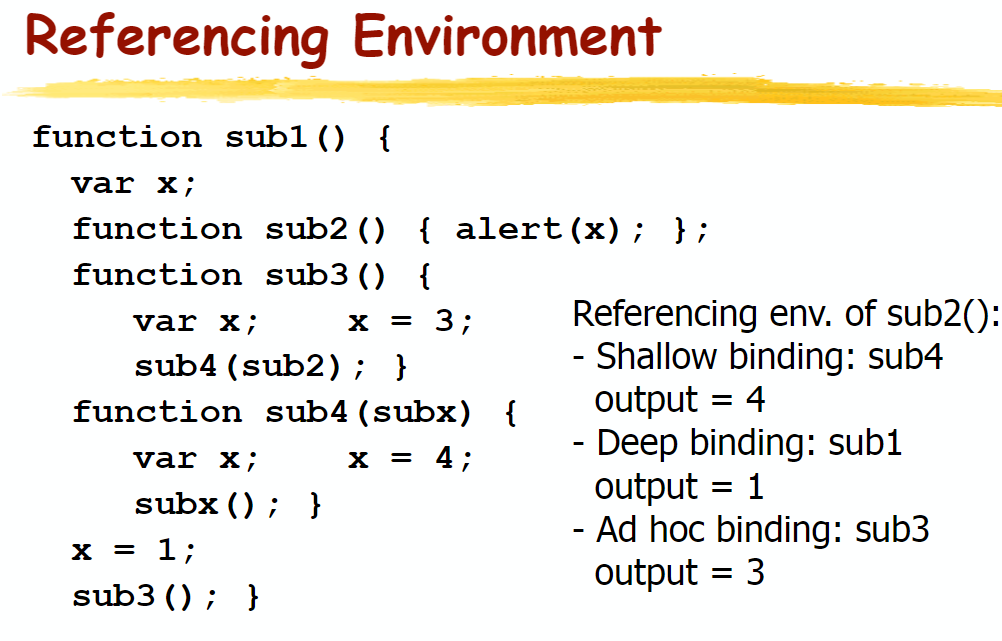 Referencing Environment
function sub1() {
var x;
function sub2() { alert(x); };
function sub3() {
var x; x = 3;
sub4(sub2); }
function sub4(subx) {
var x; x = 4;
subx(); }
x = 1;
sub3(); }
Referencing env. of sub2():
- Shallow binding: sub4
output = 4
- Deep binding: sub1
output = 1
- Ad hoc binding: sub3
output = 3